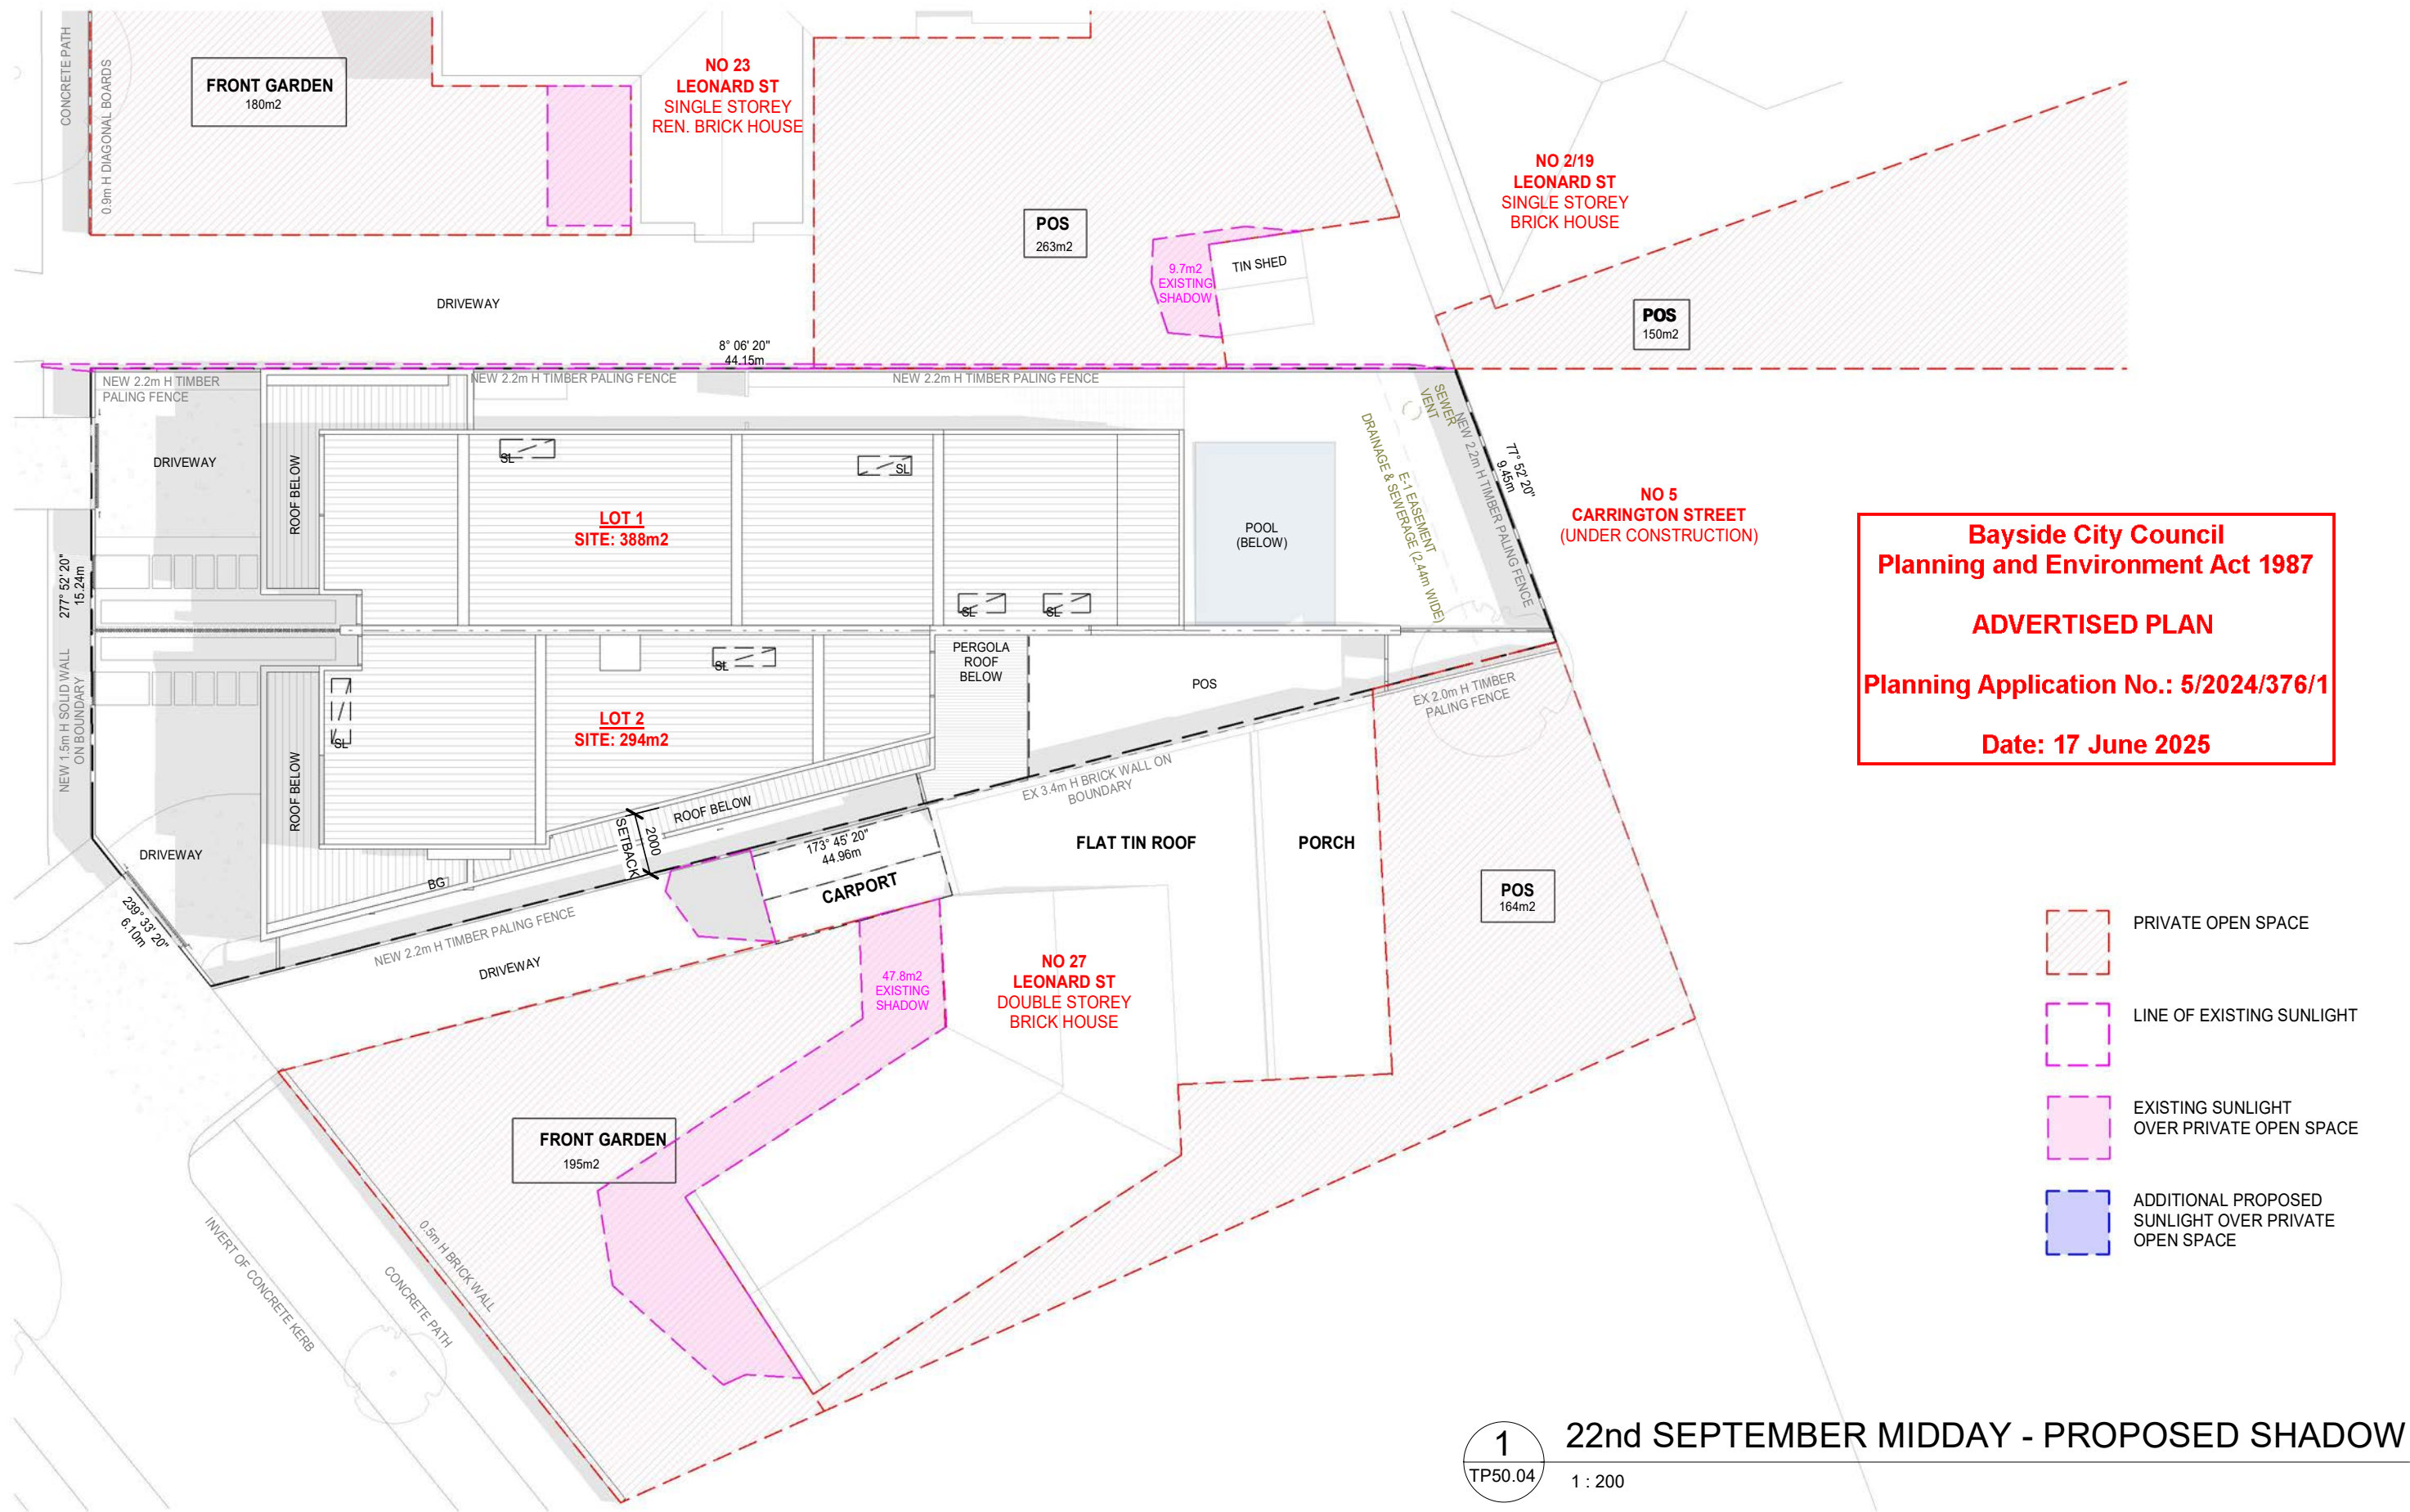 CONCRETE PATH
0.9m H DIAGONAL BOARDS
FRONT GARDEN
180m2
NO 23
LEONARD ST
SINGLE STOREY
REN. BRICK HOUSE
NO 2/19
LEONARD ST
SINGLE STOREY
BRICK HOUSE
POS
263m2
9.7m2
EXISTING
SHADOW
TIN SHED
DRIVEWAY
POS
150m2
8° 06' 20"
44.15m
NEW 2.2m H TIMBER
PALING FENCE
NEW 2.2m H TIMBER PALING FENCE
NEW 2.2m H TIMBER PALING FENCE
SEWER
VENT
NEW 2.2m H TIMBER PALING FENCE
77° 52' 20"
9.45m
DRIVEWAY
ROOF BELOW
SL
SL
LOT 1
SITE: 388m2
POOL
(BELOW)
E-1 EASEMENT
DRAINAGE & SEWERAGE (2.44m WIDE)
NO 5
CARRINGTON STREET
(UNDER CONSTRUCTION)
Bayside City Council
Planning and Environment Act 1987
ADVERTISED PLAN
Planning Application No.: 5/2024/376/1
Date: 17 June 2025
277° 52' 20"
15.24m
SL
SL
NEW 1.5m H SOLID WALL
ON BOUNDARY
SL
SL
PERGOLA
ROOF
BELOW
POS
EX 2.0m H TIMBER
PALING FENCE
LOT 2
SITE: 294m2
ROOF BELOW
ROOF BELOW
EX 3.4m H BRICK WALL ON
BOUNDARY
2000
SETBACK
173° 45' 20"
44.96m
FLAT TIN ROOF
PORCH
DRIVEWAY
BG
CARPORT
POS
164m2
239° 33' 20"
6.10m
NEW 2.2m H TIMBER PALING FENCE
DRIVEWAY
47.8m2
EXISTING
SHADOW
NO 27
LEONARD ST
DOUBLE STOREY
BRICK HOUSE
PRIVATE OPEN SPACE
LINE OF EXISTING SUNLIGHT
EXISTING SUNLIGHT
OVER PRIVATE OPEN SPACE
ADDITIONAL PROPOSED
SUNLIGHT OVER PRIVATE
OPEN SPACE
FRONT GARDEN
195m2
0.5m H BRICK WALL
CONCRETE PATH
INVERT OF CONCRETE KERB
1
TP50.04
22nd SEPTEMBER MIDDAY - PROPOSED SHADOW
1 : 200